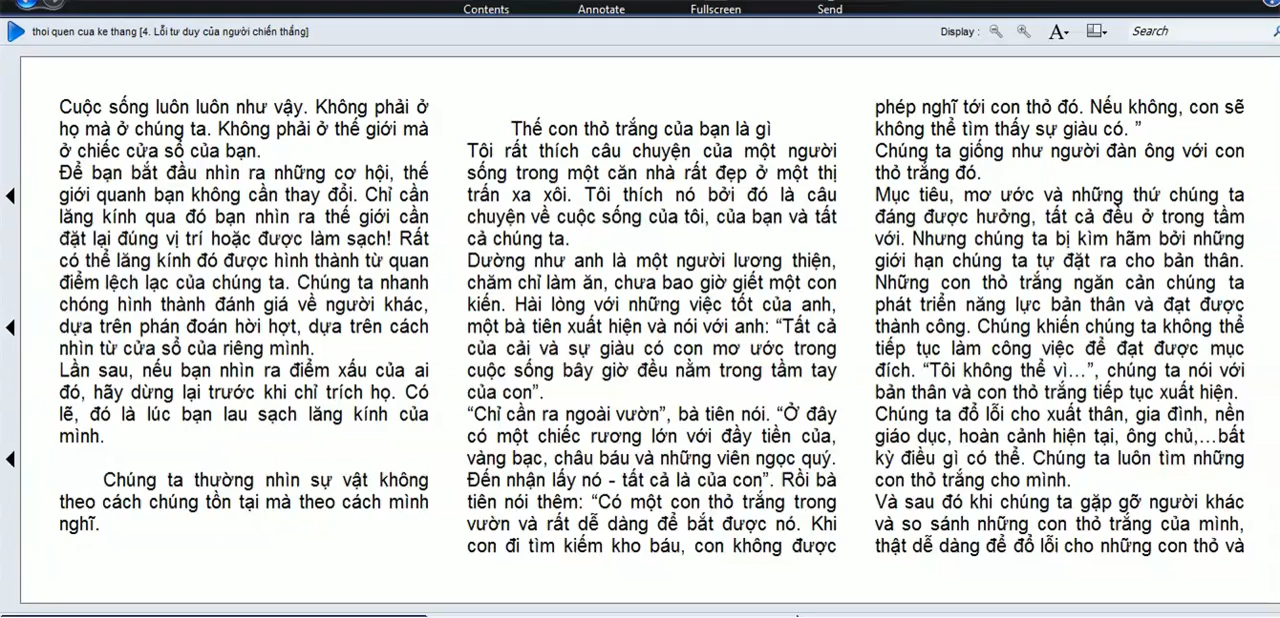 Contents Annotate Fullscreen Send
thoi quen cua ke thang [4. Lối tư duy của người chiến thắng]
Display : A Search
Cuộc sống luôn luôn như vậy. Không phải ở
họ mà ở chúng ta. Không phải ở thế giới mà
ở chiếc cửa sổ của bạn.
Để bạn bắt đầu nhìn ra những cơ hội, thế
giới quanh bạn không cần thay đổi. Chỉ cần
lăng kính qua đó bạn nhìn ra thế giới cần
đặt lại đúng vị trí hoặc được làm sạch! Rất
có thể lăng kính đó được hình thành từ quan
điểm lệch lạc của chúng ta. Chúng ta nhanh
chóng hình thành đánh giá về người khác,
dựa trên phán đoán hời hợt, dựa trên cách
nhìn từ cửa sổ của riêng mình.
Lần sau, nếu bạn nhìn ra điểm xấu của ai
đó, hãy dừng lại trước khi chỉ trích họ. Có
lẽ, đó là lúc bạn lau sạch lăng kính của
mình.
Chúng ta thường nhìn sự vật không
theo cách chúng tồn tại mà theo cách mình
nghĩ.
Thế con thỏ trắng của bạn là gì
Tôi rất thích câu chuyện của một người
sống trong một căn nhà rất đẹp ở một thị
trấn xa xôi. Tôi thích nó bởi đó là câu
chuyện về cuộc sống của tôi, của bạn và tất
cả chúng ta.
Dường như anh là một người lương thiện,
chăm chỉ làm ăn, chưa bao giờ giết một con
kiến. Hài lòng với những việc tốt của anh,
một bà tiên xuất hiện và nói với anh: “Tất cả
của cải và sự giàu có con mơ ước trong
cuộc sống bây giờ đều nằm trong tầm tay
của con”.
“Chỉ cần ra ngoài vườn”, bà tiên nói. “Ở đây
có một chiếc rương lớn với đầy tiền của,
vàng bạc, châu báu và những viên ngọc quý.
Đến nhận lấy nó - tất cả là của con”. Rồi bà
tiên nói thêm: “Có một con thỏ trắng trong
vườn và rất dễ dàng để bắt được nó. Khi
con đi tìm kiếm kho báu, con không được
phép nghĩ tới con thỏ đó. Nếu không, con sẽ
không thể tìm thấy sự giàu có. ”
Chúng ta giống như người đàn ông với con
thỏ trắng đó.
Mục tiêu, mơ ước và những thứ chúng ta
đáng được hưởng, tất cả đều ở trong tầm
với. Nhưng chúng ta bị kìm hãm bởi những
giới hạn chúng ta tự đặt ra cho bản thân.
Những con thỏ trắng ngăn cản chúng ta
phát triển năng lực bản thân và đạt được
thành công. Chúng khiến chúng ta không thể
tiếp tục làm công việc để đạt được mục
đích. “Tôi không thể vì…”, chúng ta nói với
bản thân và con thỏ trắng tiếp tục xuất hiện.
Chúng ta đổ lỗi cho xuất thân, gia đình, nền
giáo dục, hoàn cảnh hiện tại, ông chủ,…bất
kỳ điều gì có thể. Chúng ta luôn tìm những
con thỏ trắng cho mình.
Và sau đó khi chúng ta gặp gỡ người khác
và so sánh những con thỏ trắng của mình,
thật dễ dàng để đổ lỗi cho những con thỏ và